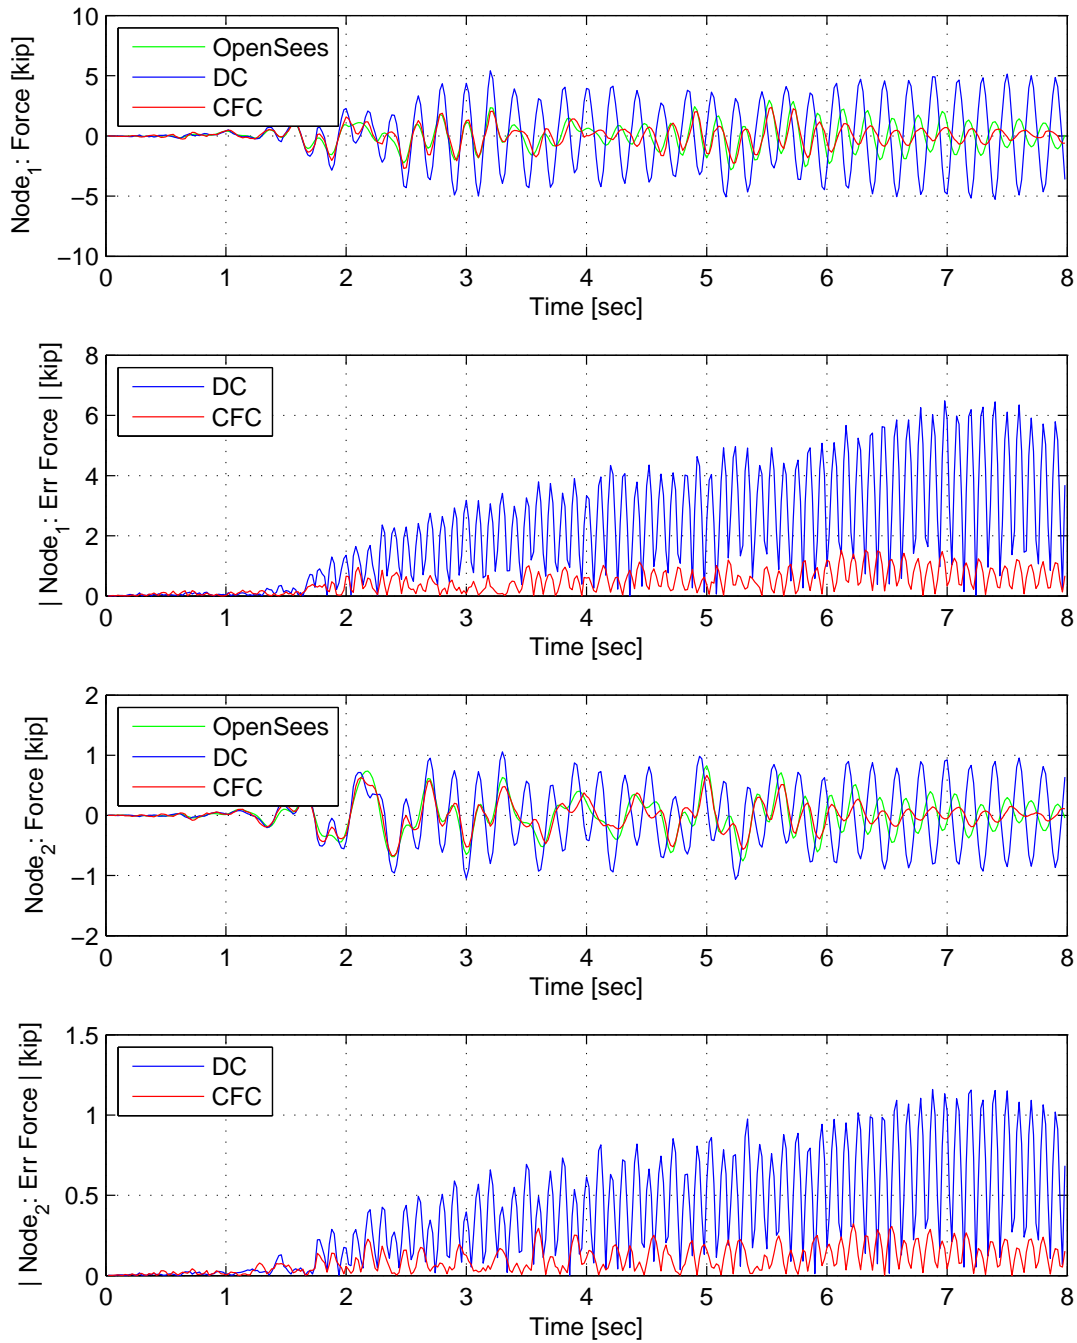 Node1: Force [kip]
10
5
0
−5
−10
OpenSees
DC
CFC
0 1 2 3 4 5 6 7 8
Time [sec]
| Node1: Err Force | [kip]
8
6
4
2
0
DC
CFC
0 1 2 3 4 5 6 7 8
Time [sec]
Node2: Force [kip]
2
1
0
−1
−2
OpenSees
DC
CFC
0 1 2 3 4 5 6 7 8
Time [sec]
| Node2: Err Force | [kip]
1.5
1
0.5
0
DC
CFC
0 1 2 3 4 5 6 7 8
Time [sec]